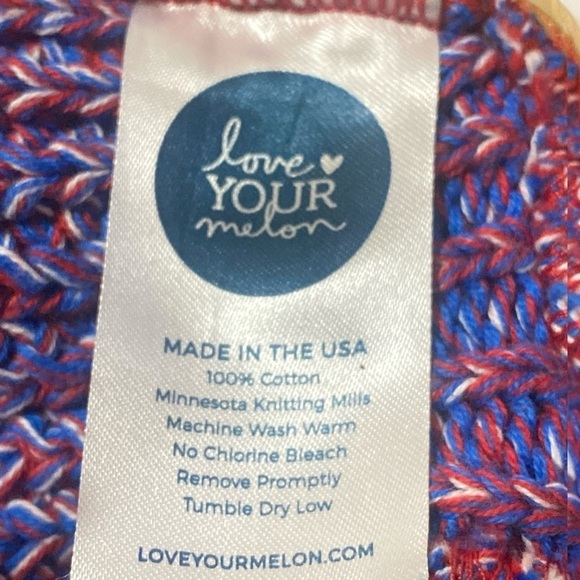 love
YOUR
melon
MADE IN THE USA
100% Cotton
Minnesota Knitting Mills
Machine Wash Warm
No Chlorine Bleach
Remove Promptly
Tumble Dry Low
LOVEYOURMELON.COM